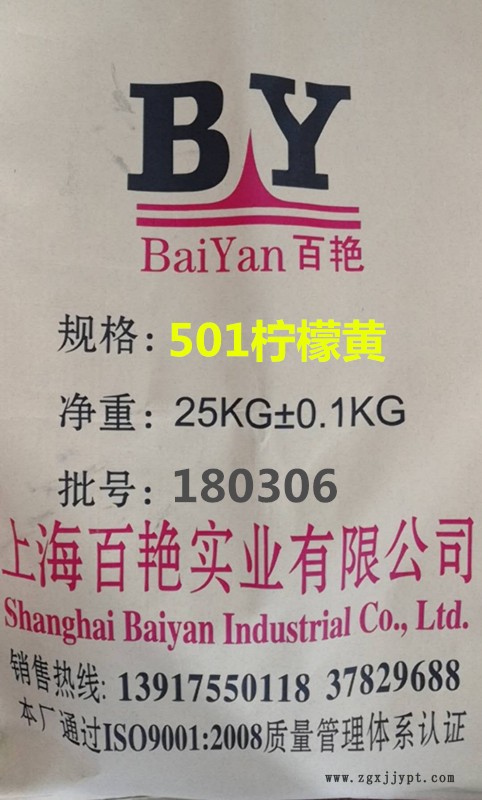 BY
BaiYan百艳
规格：501柠檬黄
净重：25KG±0.1KG
批号：180306
上海百艳实业有限公司
Shanghai Baiyan Industrial Co., Ltd.
销售热线: 13917550118 37829688
本厂通过ISO9001:2008质量管理体系认证
www.zgxjjypt.com